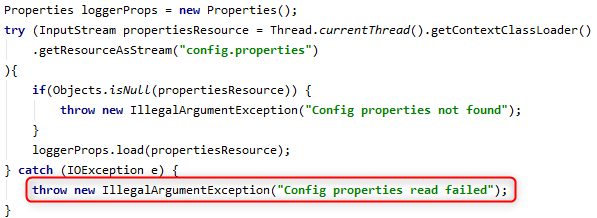 Properties loggerProps = new Properties();
try (InputStream propertiesResource = Thread.currentThread().getContextClassLoader()
    .getResourceAsStream("config.properties")
){
    if(Objects.isNull(propertiesResource)) {
        throw new IllegalArgumentException("Config properties not found");
    }
    loggerProps.load(propertiesResource);
} catch (IOException e) {
    throw new IllegalArgumentException("Config properties read failed");
}